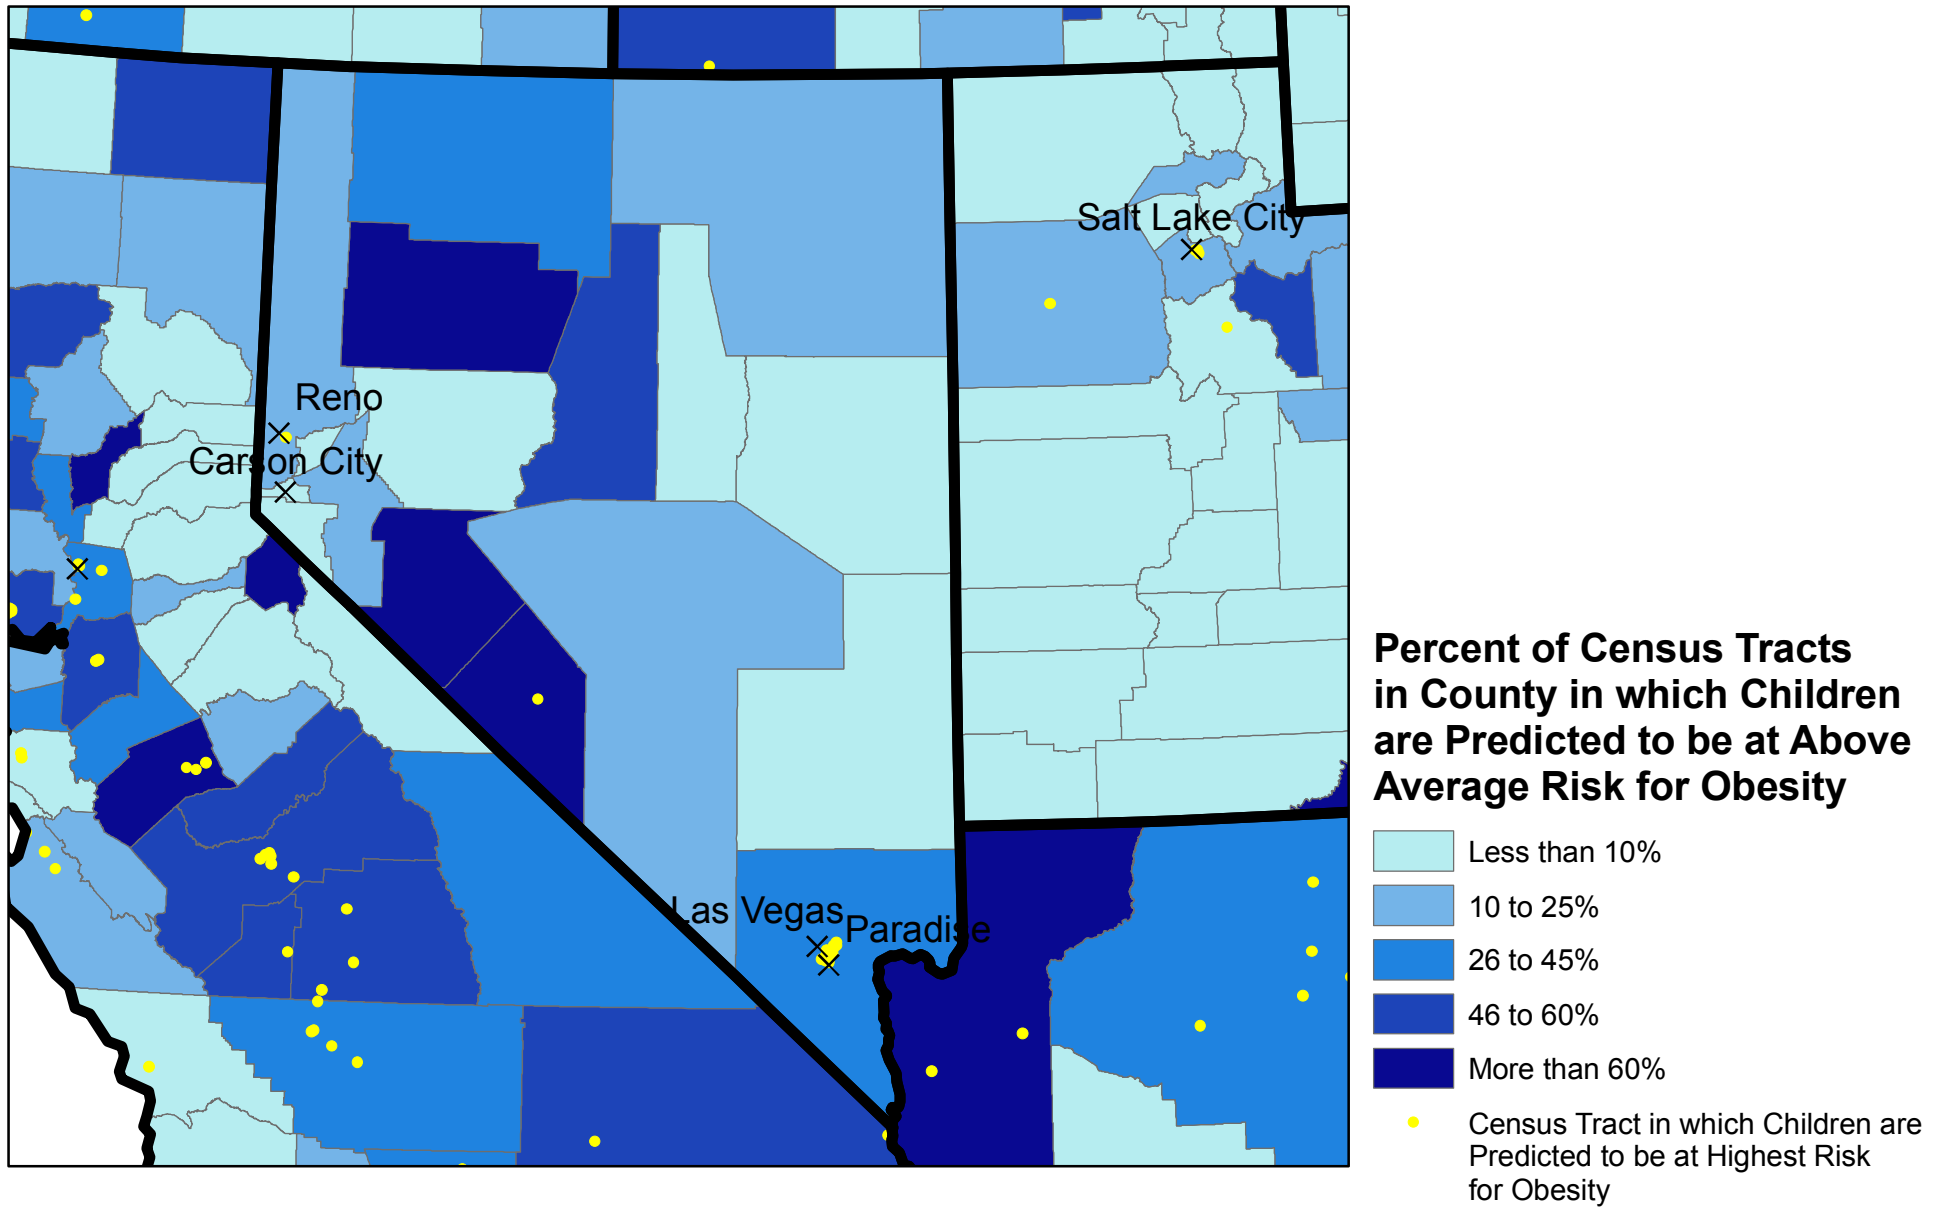 Salt Lake City
Reno
Carson City
Las Vegas
Paradise
Percent of Census Tracts
in County in which Children
are Predicted to be at Above
Average Risk for Obesity
Less than 10%
10 to 25%
26 to 45%
46 to 60%
More than 60%
Census Tract in which Children are
Predicted to be at Highest Risk
for Obesity